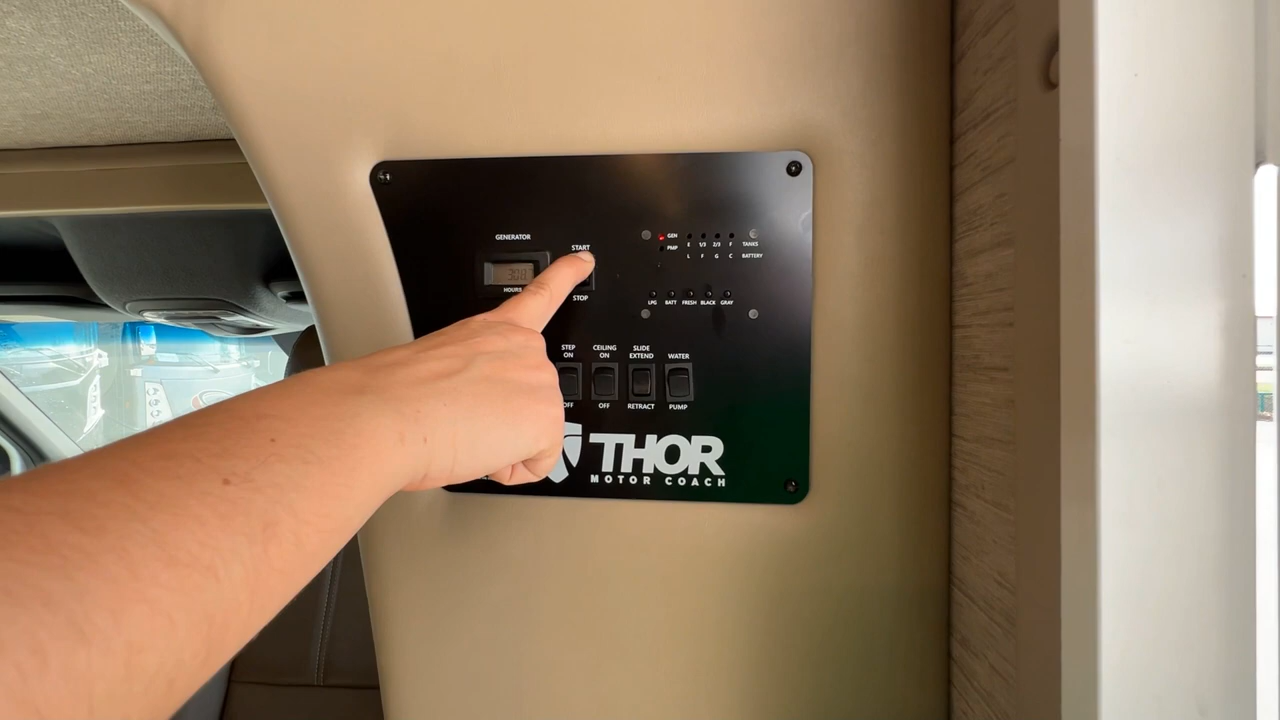 GENERATOR
START
HOURS
STOP
GEN
PMP
E 1/3 2/3 F TANKS
L F G C BATTERY
LPG BATT FRESH BLACK GRAY
STEP ON
CEILING ON
SLIDE EXTEND
WATER
OFF
OFF
RETRACT
PUMP
THOR
MOTOR COACH